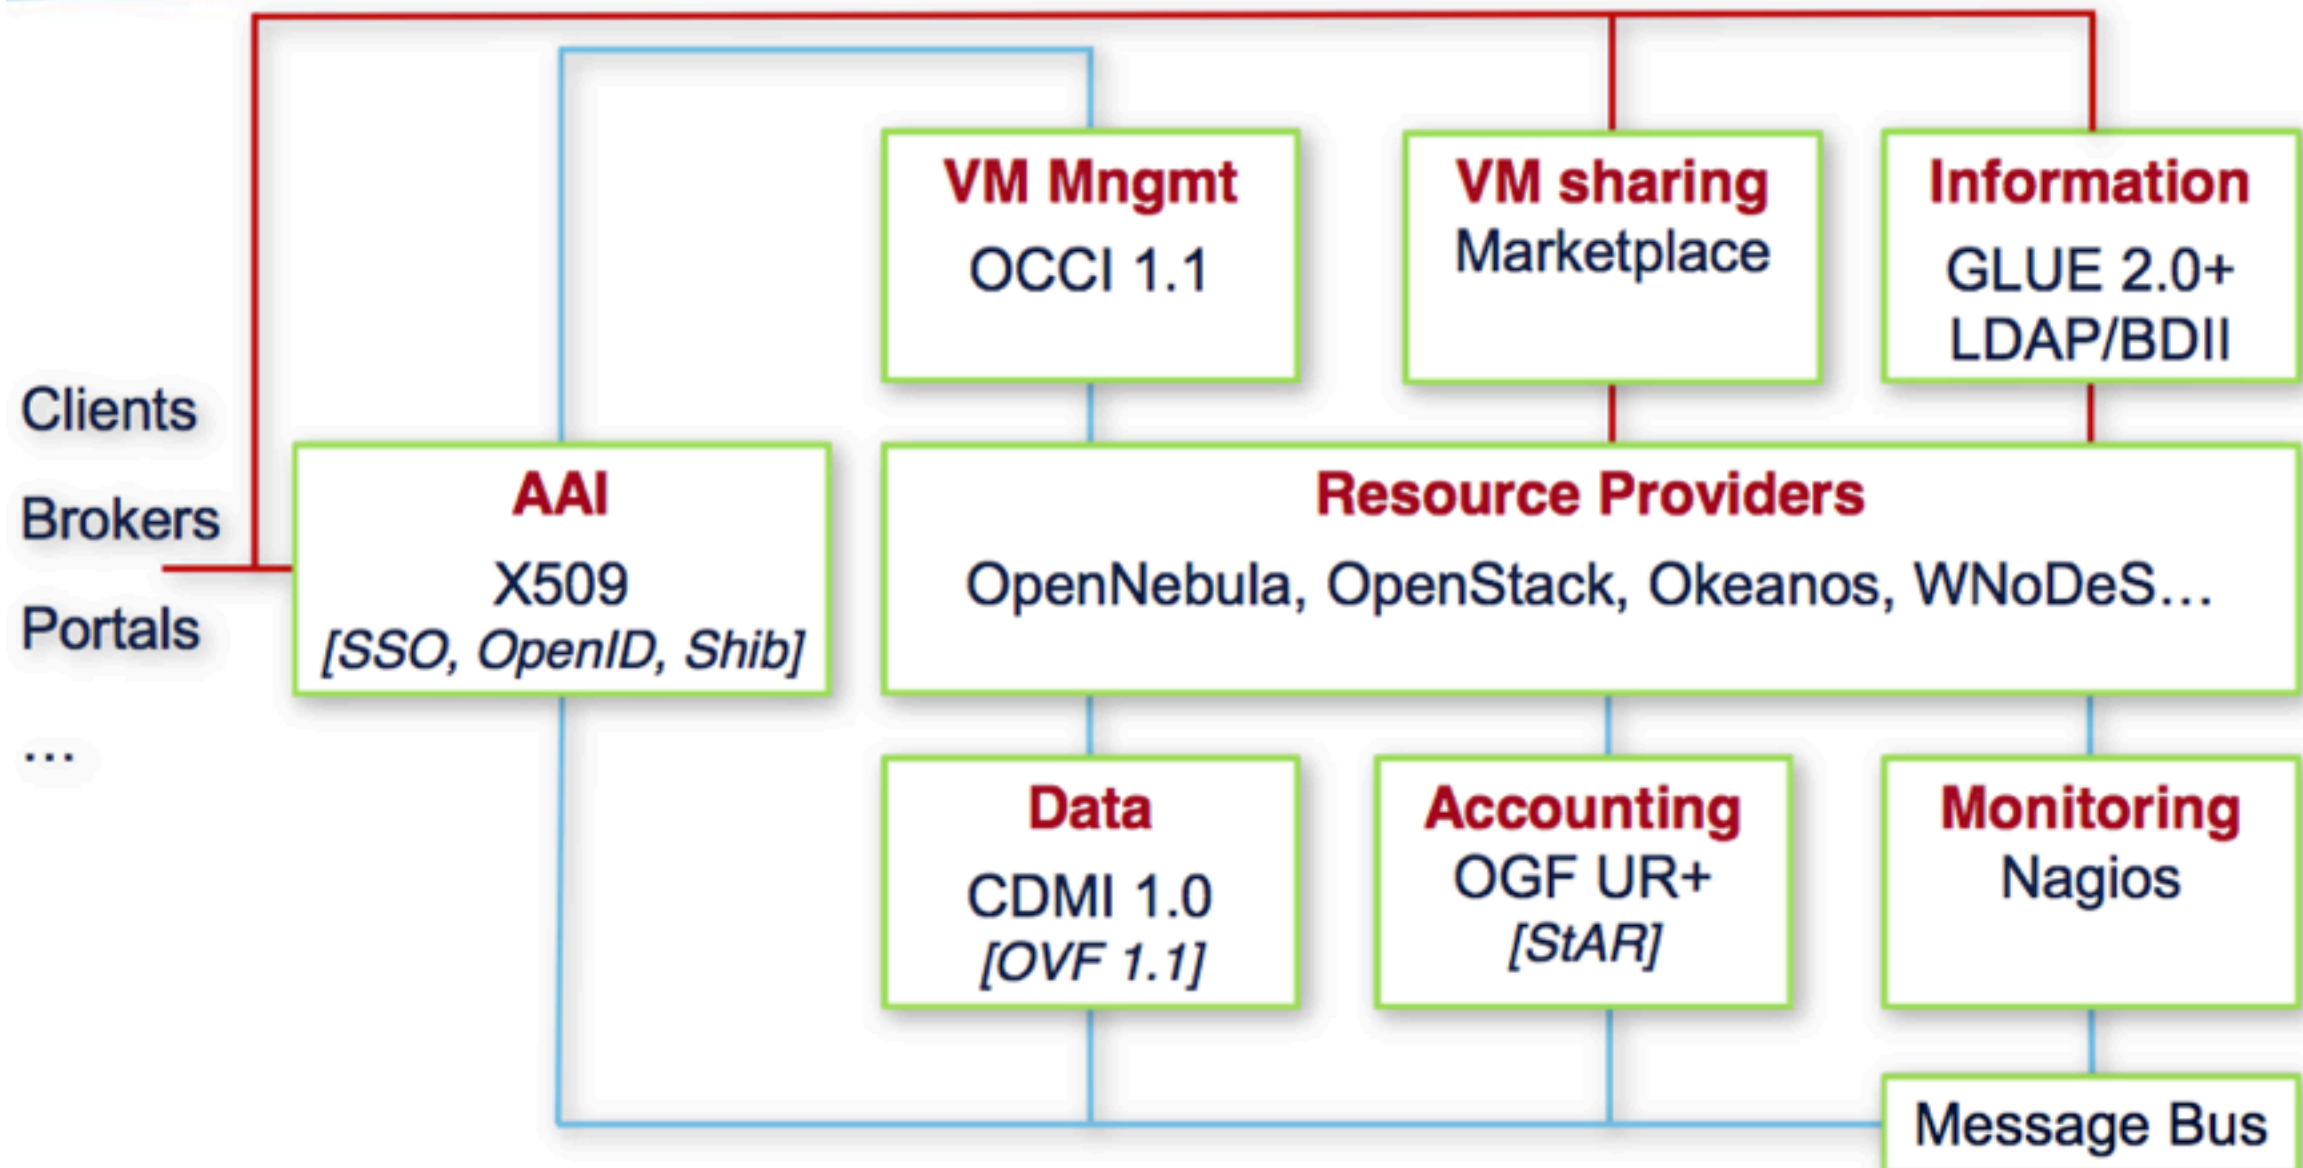 VM Mngmt
OCCI 1.1
VM sharing
Marketplace
Information
GLUE 2.0+
LDAP/BDII
Clients
Brokers
Portals
...
AAI
X509
[SSO, OpenID, Shib]
Resource Providers
OpenNebula, OpenStack, Okeanos, WNoDeS...
Data
CDMI 1.0
[OVF 1.1]
Accounting
OGF UR+
[StAR]
Monitoring
Nagios
Message Bus